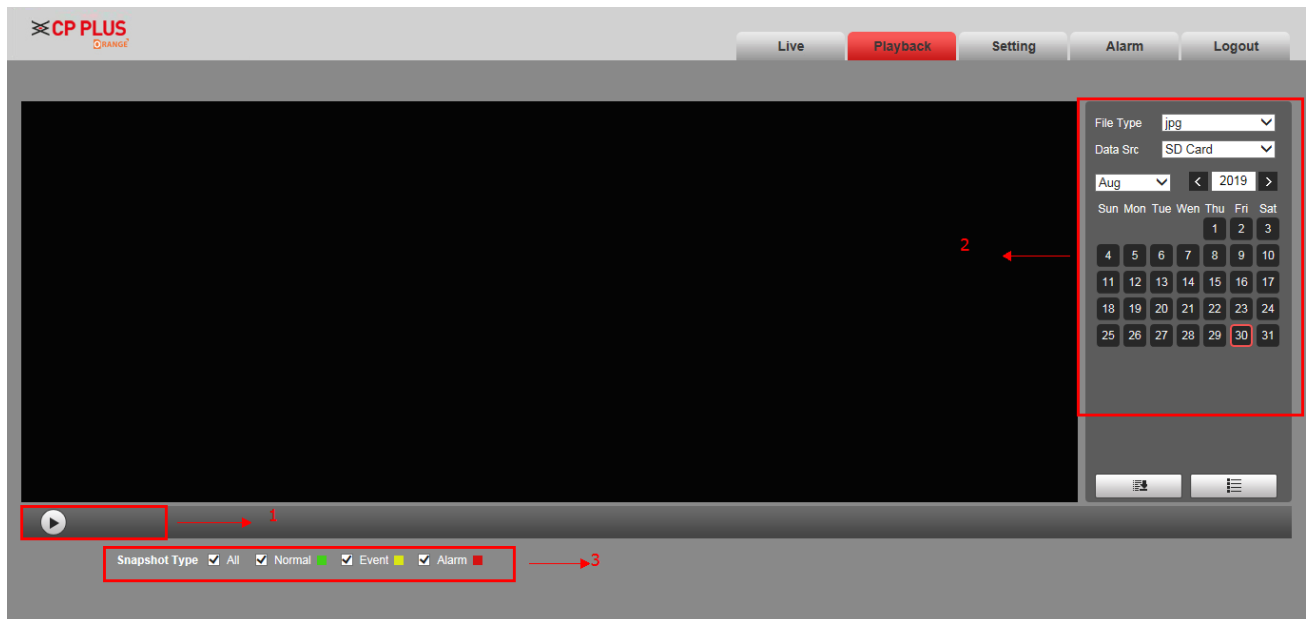 CP PLUS
ORANGE
Live Playback Setting Alarm Logout
File Type jpg
Data Src SD Card
Aug 2019
Sun Mon Tue Wen Thu Fri Sat
1 2 3
4 5 6 7 8 9 10
11 12 13 14 15 16 17
18 19 20 21 22 23 24
25 26 27 28 29 30 31
2
1
Snapshot Type All Normal Event Alarm
3